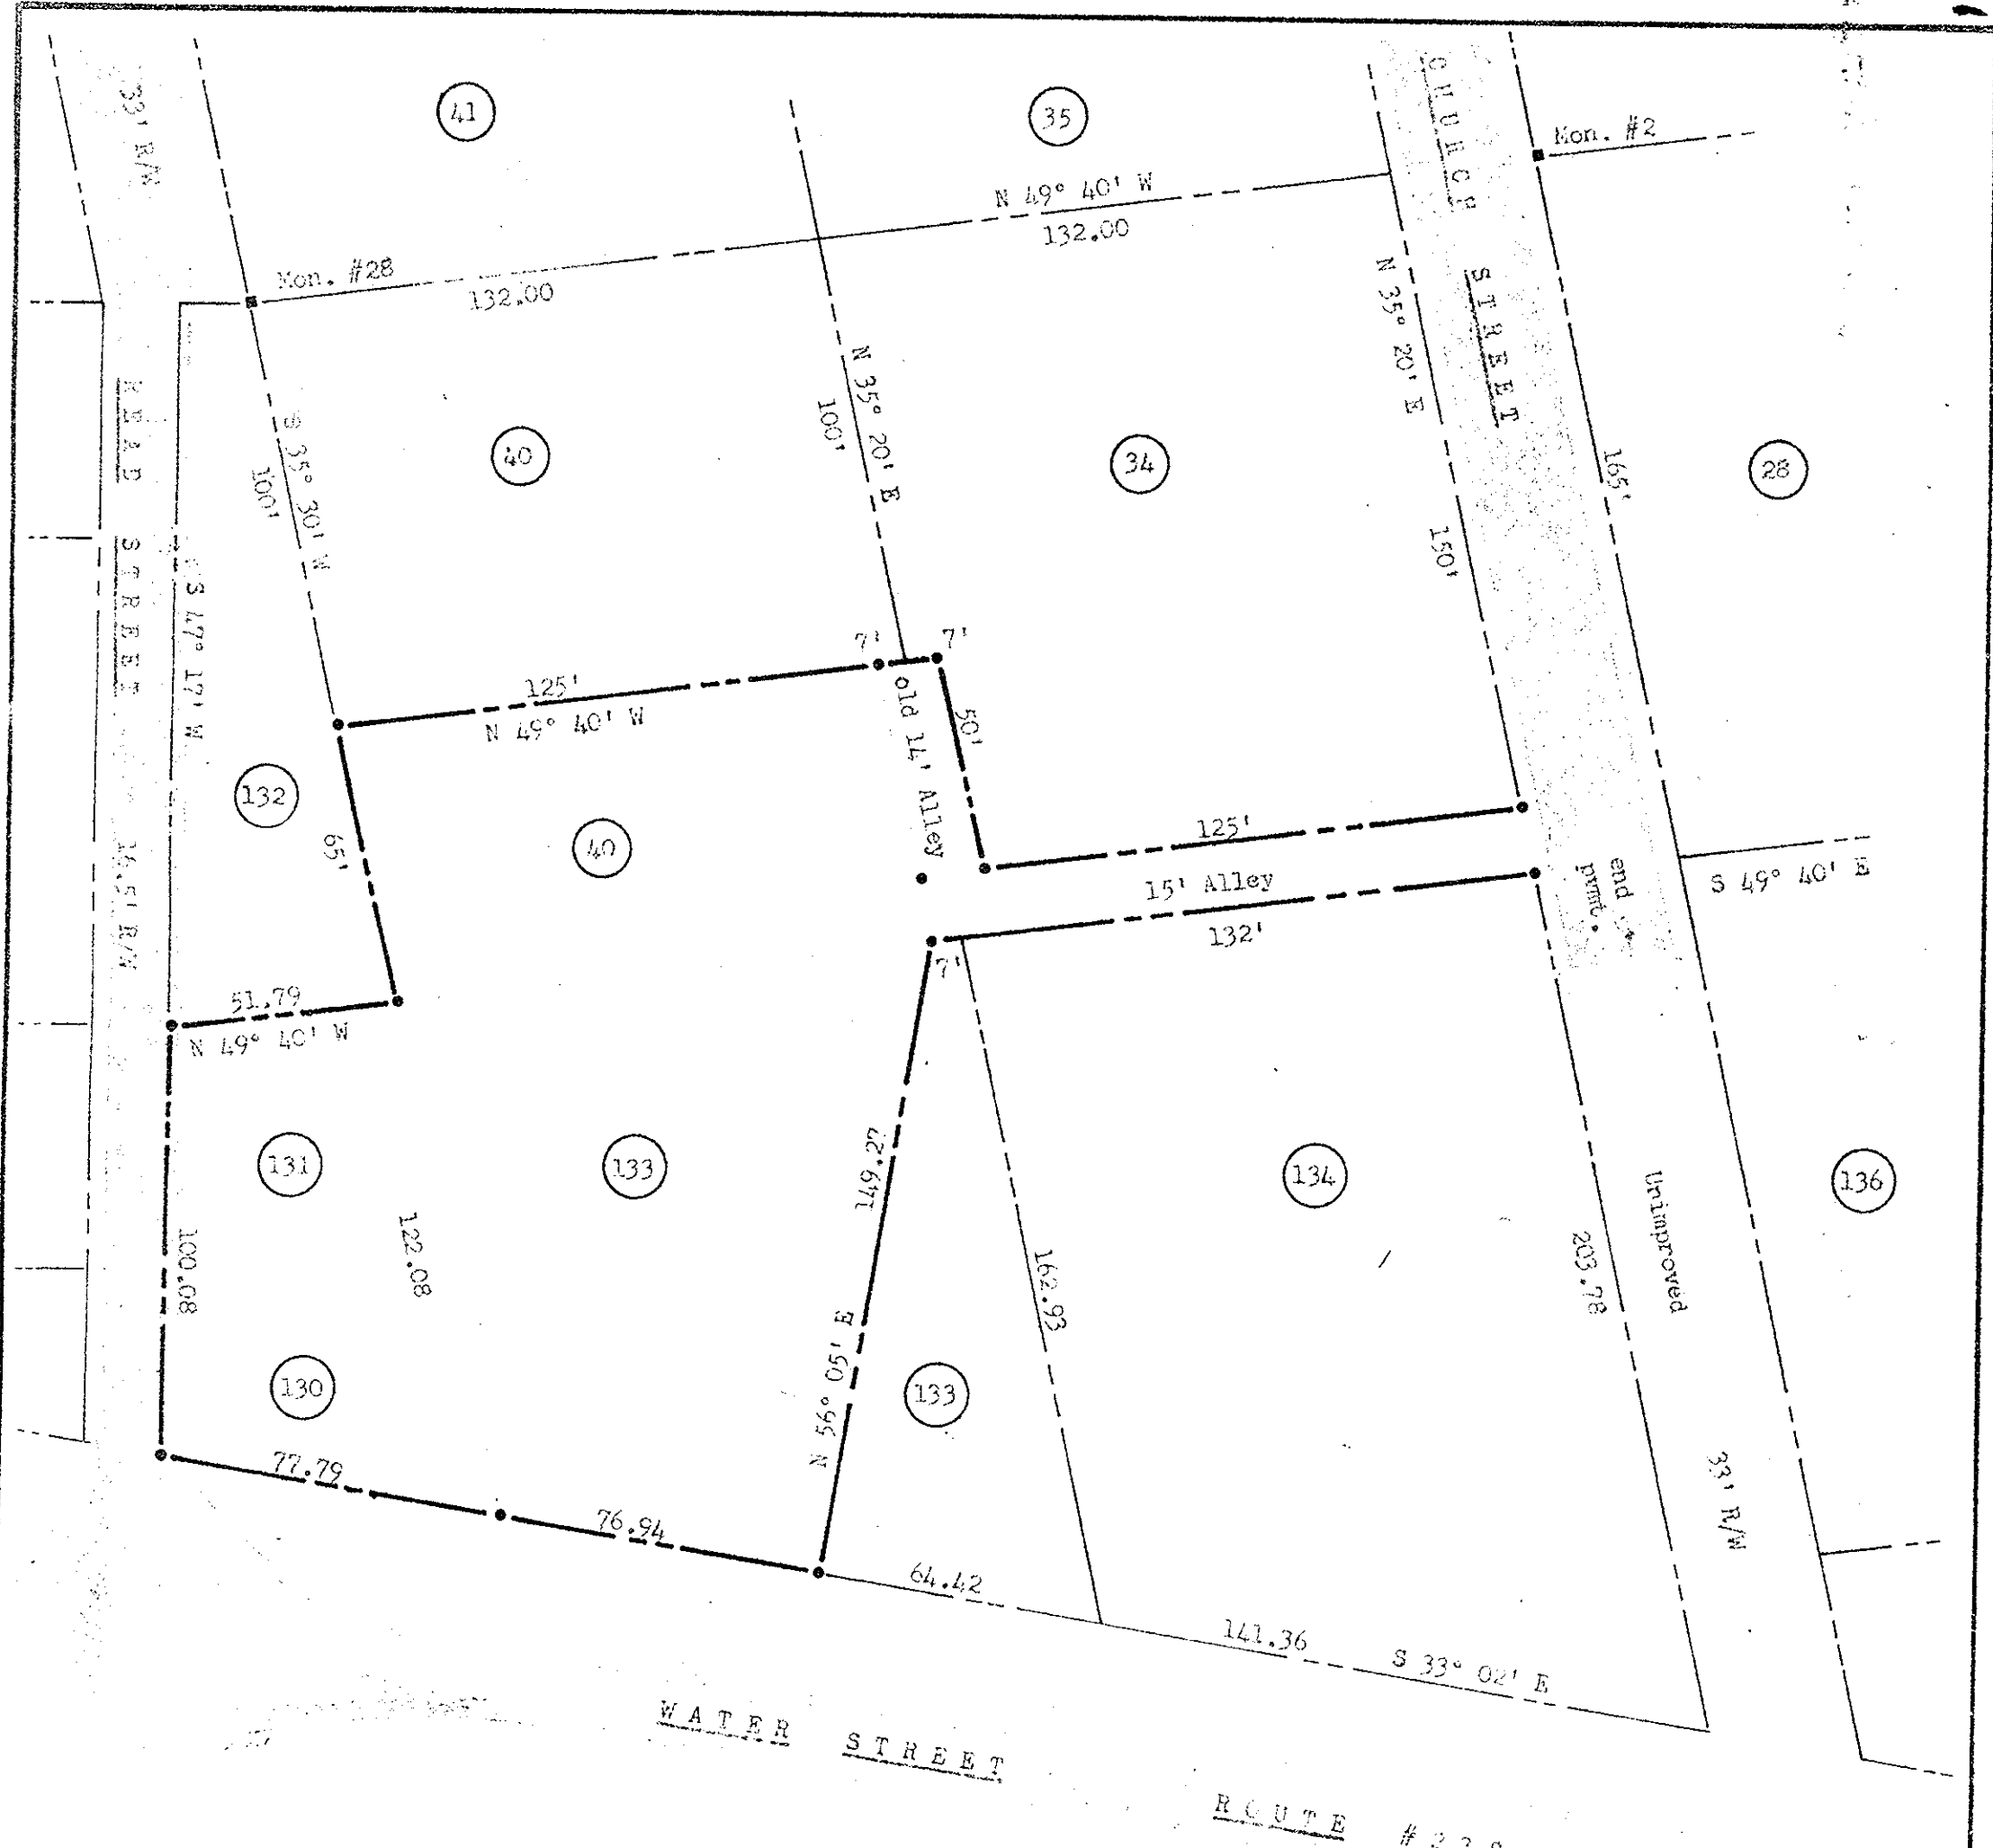 33' R/W
41
35
CHURCH STREET
Mon. #2
N 49° 40' W
132.00
Mon. #28
132.00
N 35° 20' E
100'
N 35° 20' E
150'
165'
28
S 35° 30' W
100'
40
34
READ STREET
16.5' R/W
S 47° 17' W
7'
7'
125'
N 49° 40' W
old 14' Alley
50'
132
65'
40
125'
15' Alley
132'
end
pvmt.
S 49° 40' E
7'
51.79
N 49° 40' W
131
133
149.27
N 56° 05' E
134
136
Unimproved
100.08
122.08
162.93
203.78
130
133
33' R/W
77.79
76.94
64.42
141.36
S 33° 02' E
WATER STREET
ROUTE #